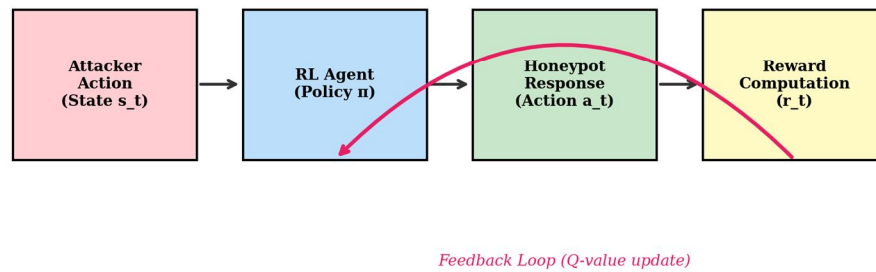 Attacker
Action
(State s_t)
RL Agent
(Policy π)
Honeypot
Response
(Action a_t)
Reward
Computation
(r_t)
Feedback Loop (Q-value update)